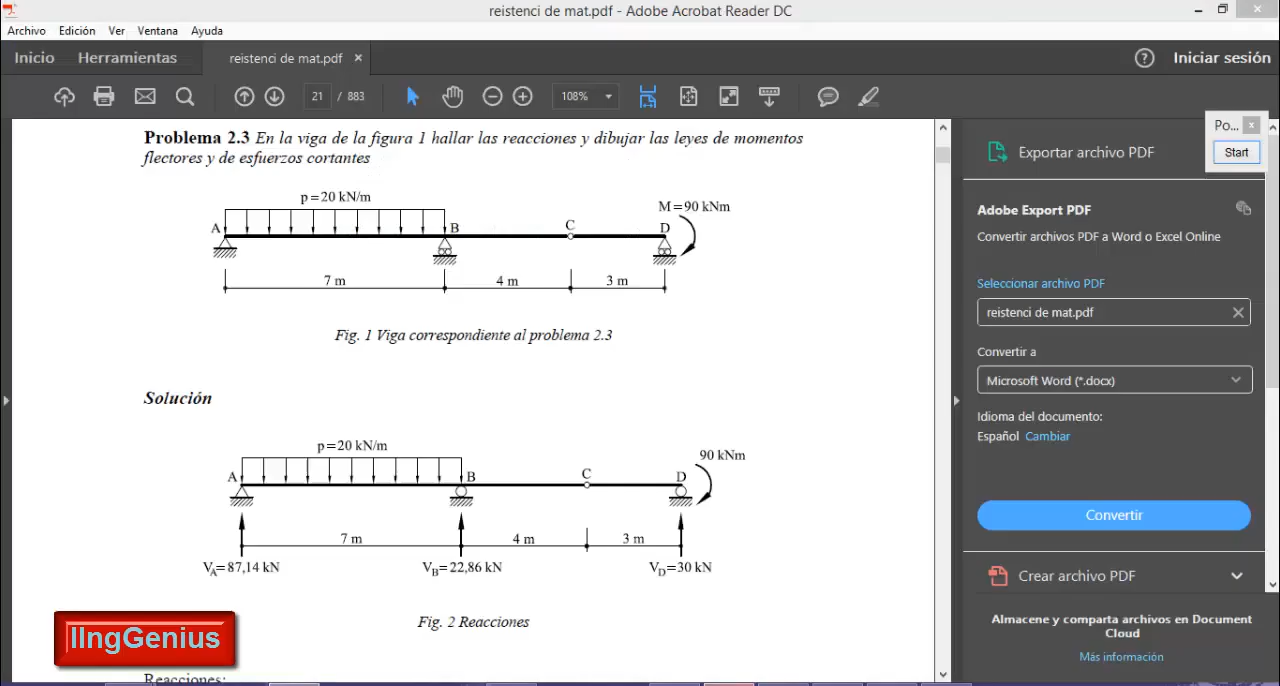 reistenci de mat.pdf - Adobe Acrobat Reader DC
Archivo Edición Ver Ventana Ayuda
Inicio Herramientas reistenci de mat.pdf × ? Iniciar sesión
21 / 883 108%
Po... x
Start
Problema 2.3 En la viga de la figura 1 hallar las reacciones y dibujar las leyes de momentos
flectores y de esfuerzos cortantes
p=20 kN/m
M=90 kNm
A B C D
7 m 4 m 3 m
Fig. 1 Viga correspondiente al problema 2.3
Solución
p=20 kN/m
90 kNm
A B C D
7 m 4 m 3 m
VA=87,14 kN VB=22,86 kN VD=30 kN
Fig. 2 Reacciones
IIngGenius
Reacciones:
Exportar archivo PDF
Adobe Export PDF
Convertir archivos PDF a Word o Excel Online
Seleccionar archivo PDF
reistenci de mat.pdf
Convertir a
Microsoft Word (*.docx)
Idioma del documento:
Español Cambiar
Convertir
Crear archivo PDF
Almacene y comparta archivos en Document
Cloud
Más información